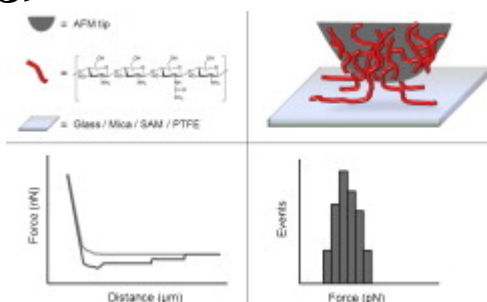 = AFM tip
=
= Glass / Mica / SAM / PTFE
Force (nN)
Distance (µm)
Events
Force (pN)